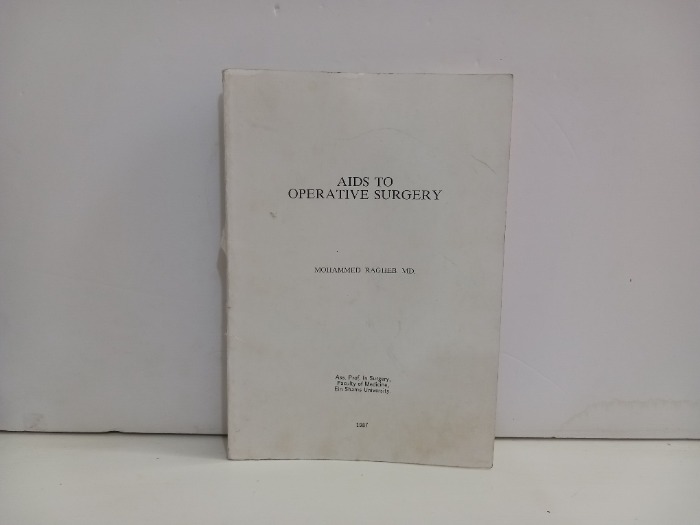 AIDS TO
OPERATIVE SURGERY
MOHAMMED RAGHEB MD.
Ass. Prof. in Surgery,
Faculty of Medicine,
Ein Shams University.
1987